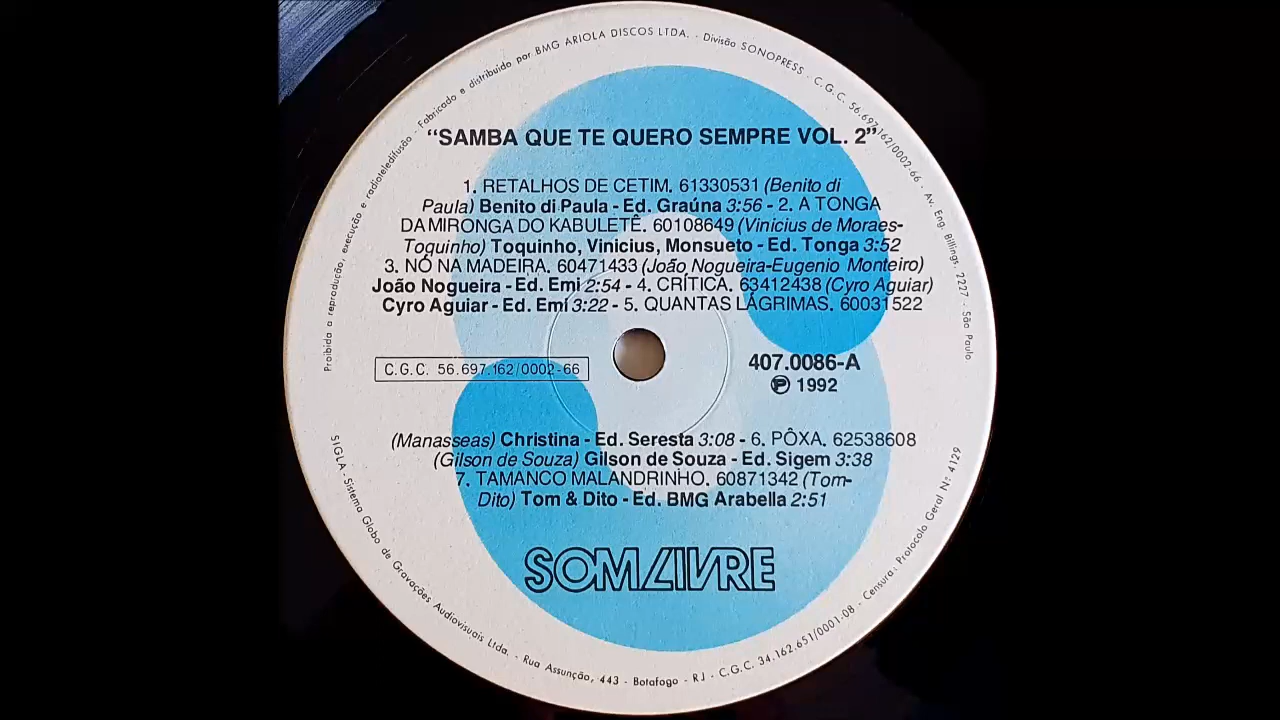 Proibida a reprodução, execução e radioteledifusão - Fabricado e distribuido por BMG ARIOLA DISCOS LTDA. - Divisão SONOPRESS - C.G.C. 56.697.162/0002-66 - Av. Eng. Billings, 2227 - São Paulo
“SAMBA QUE TE QUERO SEMPRE VOL. 2”
1. RETALHOS DE CETIM. 61330531 (Benito di
Paula) Benito di Paula - Ed. Graúna 3:56 - 2. A TONGA
DA MIRONGA DO KABULETÊ. 60108649 (Vinicius de Moraes-
Toquinho) Toquinho, Vinicius, Monsueto - Ed. Tonga 3:52
3. NÓ NA MADEIRA. 60471433 (João Nogueira-Eugenio Monteiro)
João Nogueira - Ed. Emi 2:54 - 4. CRÍTICA. 63412438 (Cyro Aguiar)
Cyro Aguiar - Ed. Emi 3:22 - 5. QUANTAS LÁGRIMAS. 60031522
C.G.C. 56.697.162/0002-66
407.0086-A
Ⓟ 1992
(Manasseas) Christina - Ed. Seresta 3:08 - 6. PÔXA. 62538608
(Gilson de Souza) Gilson de Souza - Ed. Sigem 3:38
7. TAMANCO MALANDRINHO. 60871342 (Tom-
Dito) Tom & Dito - Ed. BMG Arabella 2:51
SOM LIVRE
SIGLA - Sistema Globo de Gravações Audiovisuais Ltda. - Rua Assunção, 443 - Botafogo - RJ - C.G.C. 34.162.651/0001-08 - Censura: Protocolo Geral Nº 4129